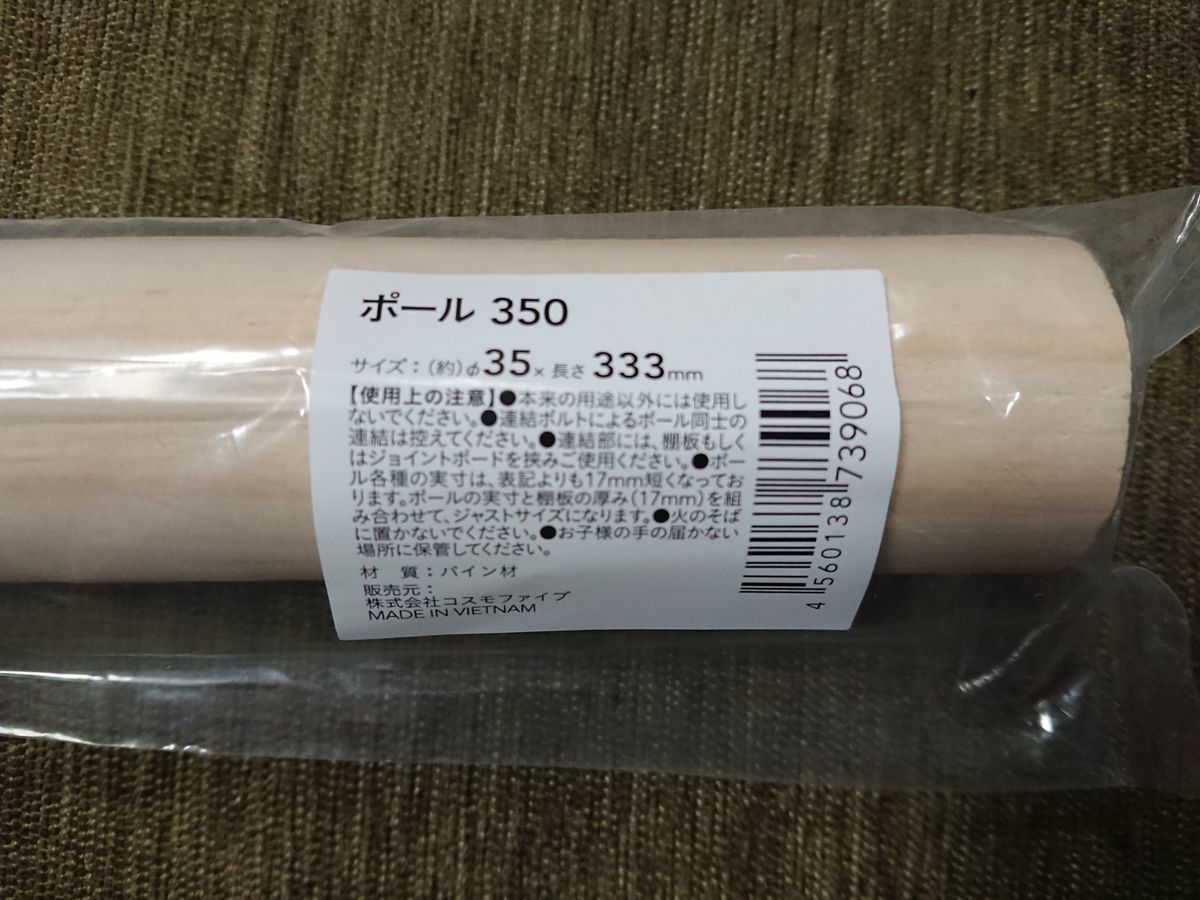 ポール 350
サイズ：（約）φ35×長さ 333mm
【使用上の注意】●本来の用途以外には使用し
ないでください。●連結ボルトによるポール同士の
連結は控えてください。●連結部には、棚板もしく
はジョイントボードを挟みご使用ください。●ポー
ル各種の実寸は、表記よりも17mm短くなってお
ります。ポールの実寸と棚板の厚み（17mm）を組
み合わせて、ジャストサイズになります。●火のそば
に置かないでください。●お子様の手の届かない
場所に保管してください。
材　質：パイン材
販売元：
株式会社コスモファイブ
MADE IN VIETNAM
4 560138 739068